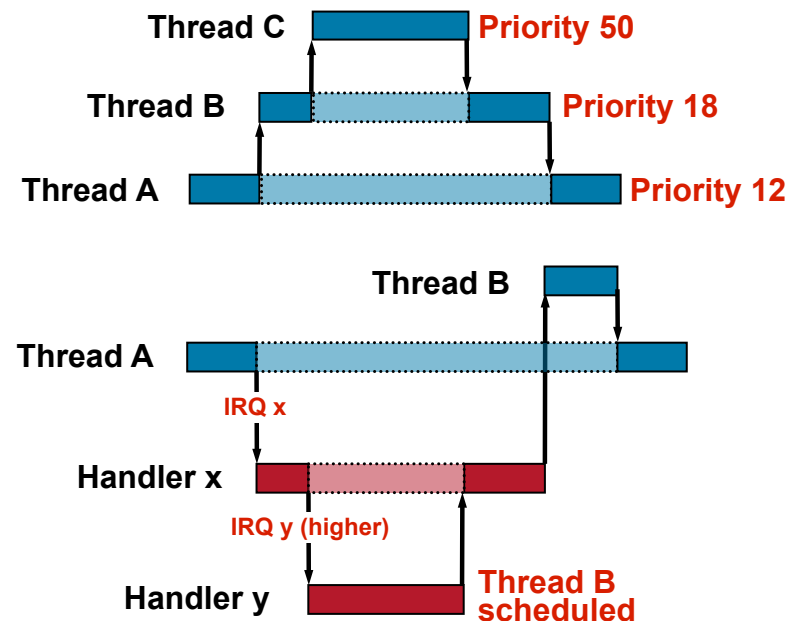 Thread C
Priority 50
Thread B
Priority 18
Thread A
Priority 12
Thread B
Thread A
IRQ x
Handler x
IRQ y (higher)
Handler y
Thread B
scheduled